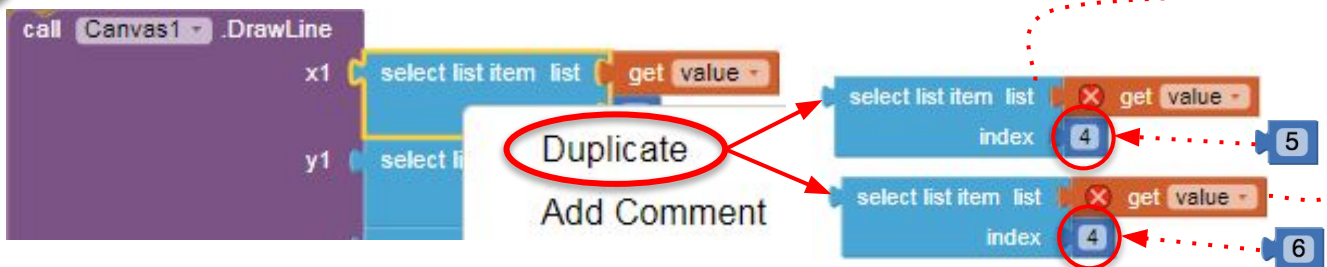 call Canvas1 .DrawLine
x1 select list item list get value
y1 select li
Duplicate
Add Comment
select list item list get value
index 4
5
select list item list get value
index 4
6